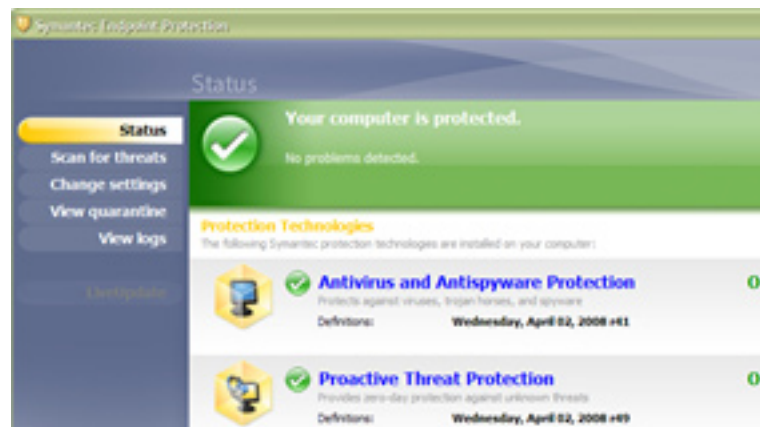 Symantec Endpoint Protection
Status
Status
Scan for threats
Change settings
View quarantine
View logs
LiveUpdate
Your computer is protected.
No problems detected.
Protection Technologies
The following Symantec protection technologies are installed on your computer:
Antivirus and Antispyware Protection
Protects against viruses, trojan horses, and spyware
Definitions: Wednesday, April 02, 2008 r41
Proactive Threat Protection
Provides zero-day protection against unknown threats
Definitions: Wednesday, April 02, 2008 r49